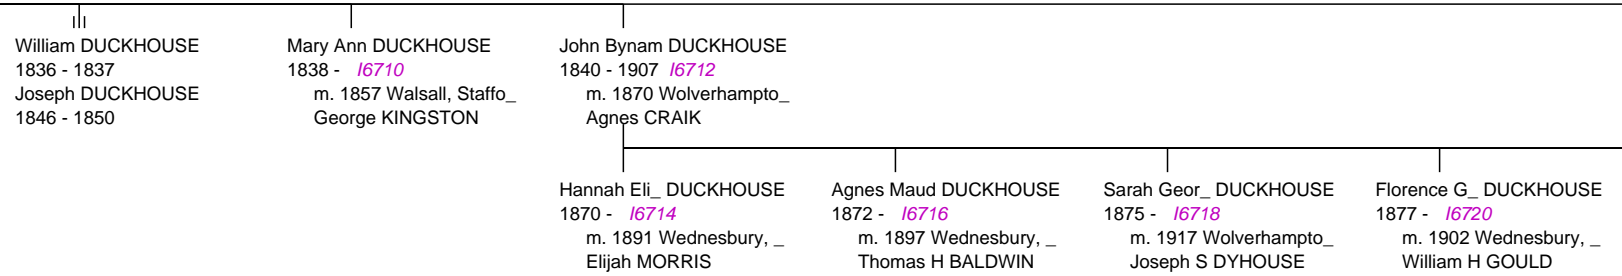 William DUCKHOUSE
1836 - 1837
Joseph DUCKHOUSE
1846 - 1850
Mary Ann DUCKHOUSE
1838 - I6710
m. 1857 Walsall, Staffo_
George KINGSTON
John Bynam DUCKHOUSE
1840 - 1907 I6712
m. 1870 Wolverhampto_
Agnes CRAIK
Hannah Eli_ DUCKHOUSE
1870 - I6714
m. 1891 Wednesbury, _
Elijah MORRIS
Agnes Maud DUCKHOUSE
1872 - I6716
m. 1897 Wednesbury, _
Thomas H BALDWIN
Sarah Geor_ DUCKHOUSE
1875 - I6718
m. 1917 Wolverhampto_
Joseph S DYHOUSE
Florence G_ DUCKHOUSE
1877 - I6720
m. 1902 Wednesbury, _
William H GOULD